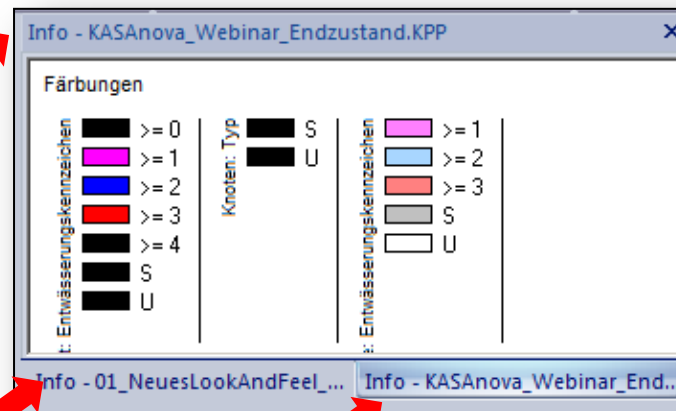 Info - KASAnova_Webinar_Endzustand.KPP
Färbungen
t: Entwässerungskennzeichen
>= 0
>= 1
>= 2
>= 3
>= 4
S
U
Knoten: Typ
S
U
e: Entwässerungskennzeichen
>= 1
>= 2
>= 3
S
U
Info - 01_NeuesLookAndFeel_...
Info - KASAnova_Webinar_End...